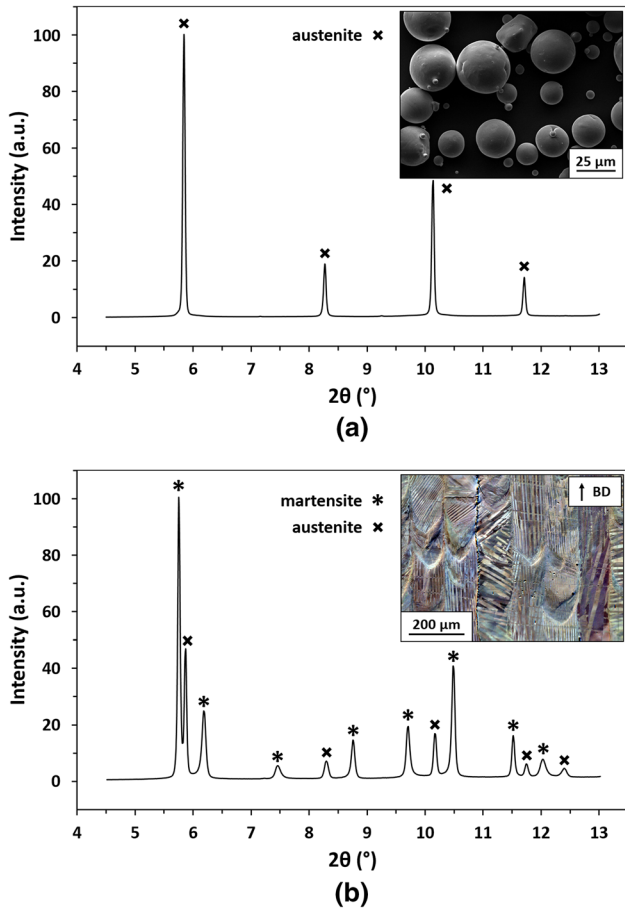 austenite ×
25 µm
Intensity (a.u.)
100
80
60
40
20
0
4 5 6 7 8 9 10 11 12 13
2θ (°)
(a)
martensite *
austenite ×
↑ BD
200 µm
Intensity (a.u.)
100
80
60
40
20
0
4 5 6 7 8 9 10 11 12 13
2θ (°)
(b)